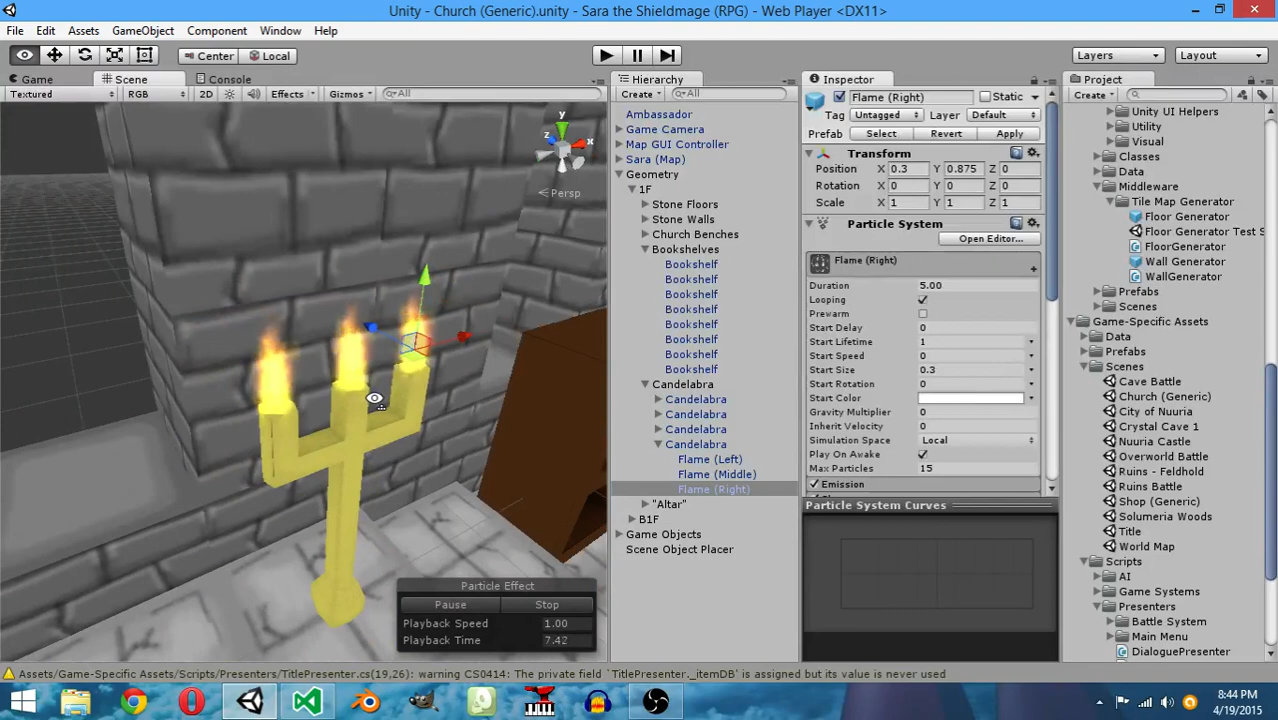 Unity - Church (Generic).unity - Sara the Shieldmage (RPG) - Web Player <DX11>
File Edit Assets GameObject Component Window Help
Center Local Layers Layout
Game Scene Console
Textured RGB 2D Effects Gizmos All
Hierarchy
Create All
Ambassador
Game Camera
Map GUI Controller
Sara (Map)
Geometry
1F
Stone Floors
Stone Walls
Church Benches
Bookshelves
Bookshelf
Bookshelf
Bookshelf
Bookshelf
Bookshelf
Bookshelf
Bookshelf
Bookshelf
Candelabra
Candelabra
Candelabra
Candelabra
Candelabra
Flame (Left)
Flame (Middle)
Flame (Right)
"Altar"
B1F
Game Objects
Scene Object Placer
y
z x
Persp
Particle Effect
Pause Stop
Playback Speed 1.00
Playback Time 7.42
Inspector
Flame (Right) Static
Tag Untagged Layer Default
Prefab Select Revert Apply
Transform
Position X 0.3 Y 0.875 Z 0
Rotation X 0 Y 0 Z 0
Scale X 1 Y 1 Z 1
Particle System
Open Editor...
Flame (Right)
Duration 5.00
Looping
Prewarm
Start Delay 0
Start Lifetime 1
Start Speed 0
Start Size 0.3
Start Rotation 0
Start Color
Gravity Multiplier 0
Inherit Velocity 0
Simulation Space Local
Play On Awake
Max Particles 15
Emission
Particle System Curves
Project
Create
Unity UI Helpers
Utility
Visual
Classes
Data
Middleware
Tile Map Generator
Floor Generator
Floor Generator Test S
FloorGenerator
Wall Generator
WallGenerator
Prefabs
Scenes
Game-Specific Assets
Data
Prefabs
Scenes
Cave Battle
Church (Generic)
City of Nuuria
Crystal Cave 1
Nuuria Castle
Overworld Battle
Ruins - Feldhold
Ruins Battle
Shop (Generic)
Solumeria Woods
Title
World Map
Scripts
AI
Game Systems
Presenters
Battle System
Main Menu
DialoguePresenter
Assets/Game-Specific Assets/Scripts/Presenters/TitlePresenter.cs(19,26): warning CS0414: The private field `TitlePresenter._itemDB' is assigned but its value is never used
8:44 PM
4/19/2015